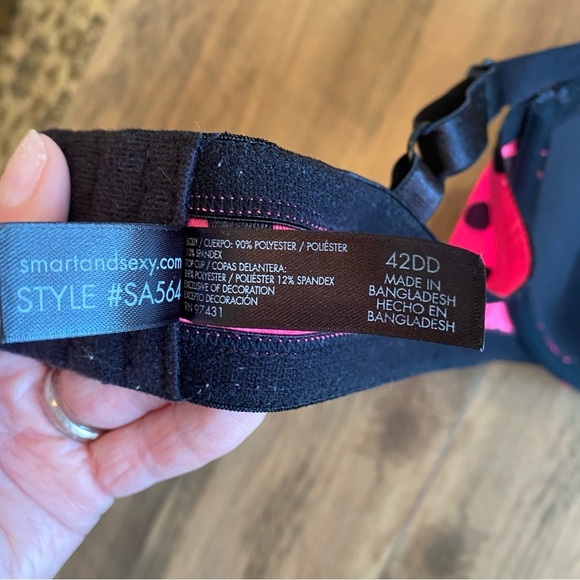 smartandsexy.com
STYLE #SA564
BODY / CUERPO: 90% POLYESTER / POLIÉSTER
10% SPANDEX
TOP CUP / COPAS DELANTERA:
88% POLYESTER / POLIÉSTER 12% SPANDEX
EXCLUSIVE OF DECORATION
EXCEPTO DECORACIÓN
RN 97431
42DD
MADE IN
BANGLADESH
HECHO EN
BANGLADESH